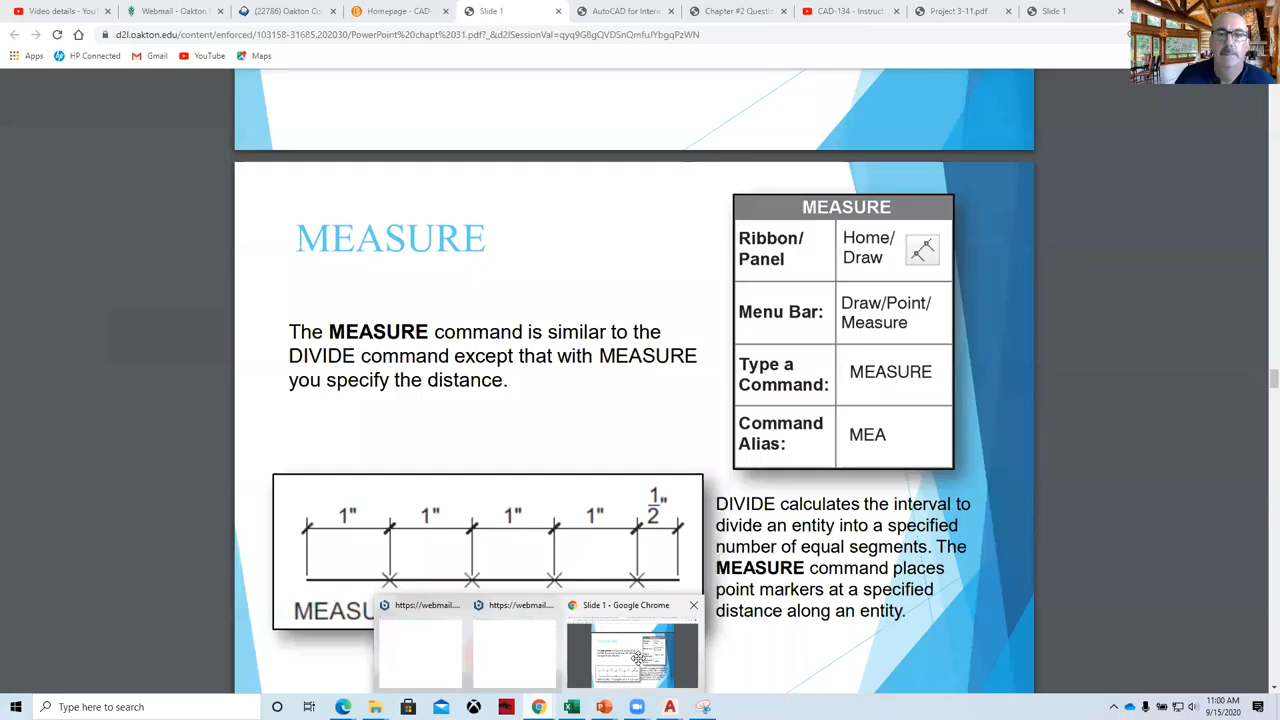 Video details - You
Webmail - Oakton
(22786) Oakton Co
Homepage - CAD-
Slide 1
AutoCAD for Interi
Chapter #2 Questi
CAD-134 - Instruct
Project 3-11.pdf
Slide 1
d2l.oakton.edu/content/enforced/103158-31685.202030/PowerPoint%20chept%2031.pdf?_&d2lSessionVal=qyq9G8gQVDSnQmfuJYbgqPzWN
Apps
HP Connected
Gmail
YouTube
Maps
MEASURE
The MEASURE command is similar to the
DIVIDE command except that with MEASURE
you specify the distance.
MEASURE
Ribbon/
Panel
Home/
Draw
Menu Bar:
Draw/Point/
Measure
Type a
Command:
MEASURE
Command
Alias:
MEA
1" 1" 1" 1" 1/2"
MEASU
DIVIDE calculates the interval to
divide an entity into a specified
number of equal segments. The
MEASURE command places
point markers at a specified
distance along an entity.
https://webmail....
https://webmail....
Slide 1 - Google Chrome
Type here to search
11:00 AM
9/15/2020